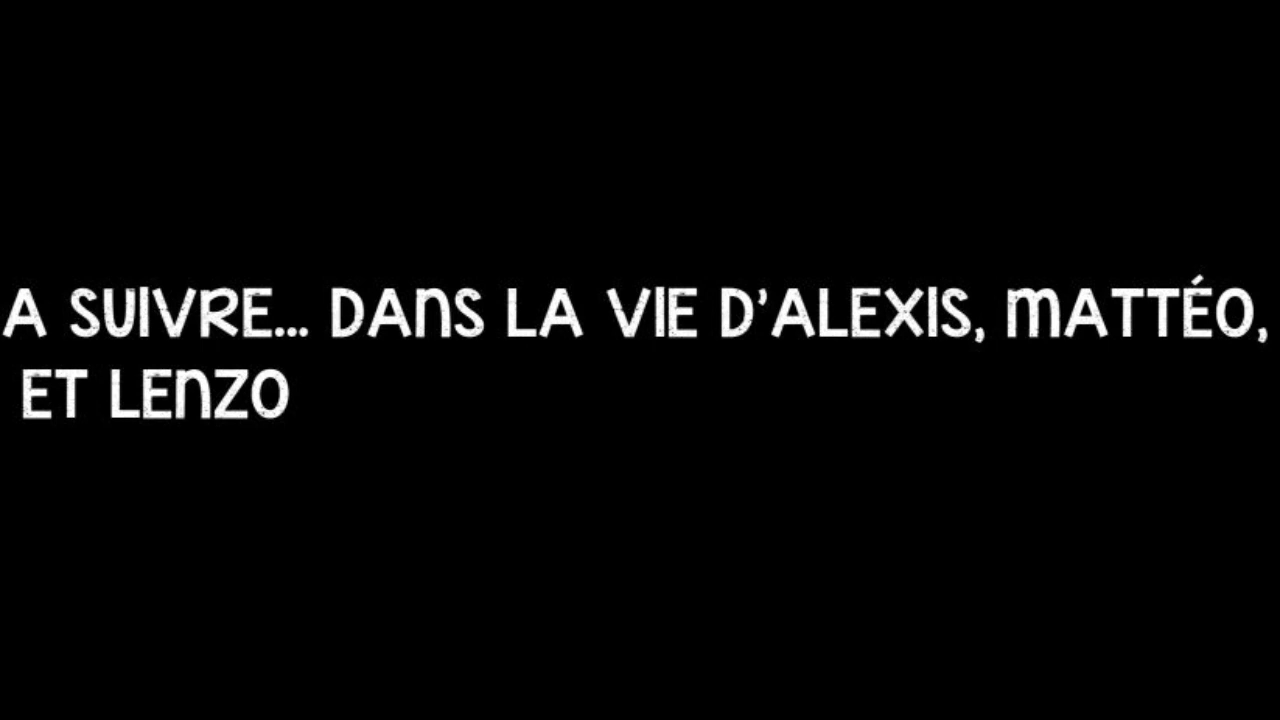 A SUIVRE... DANS LA VIE D'ALEXIS, MATTÉO,
ET LENZO